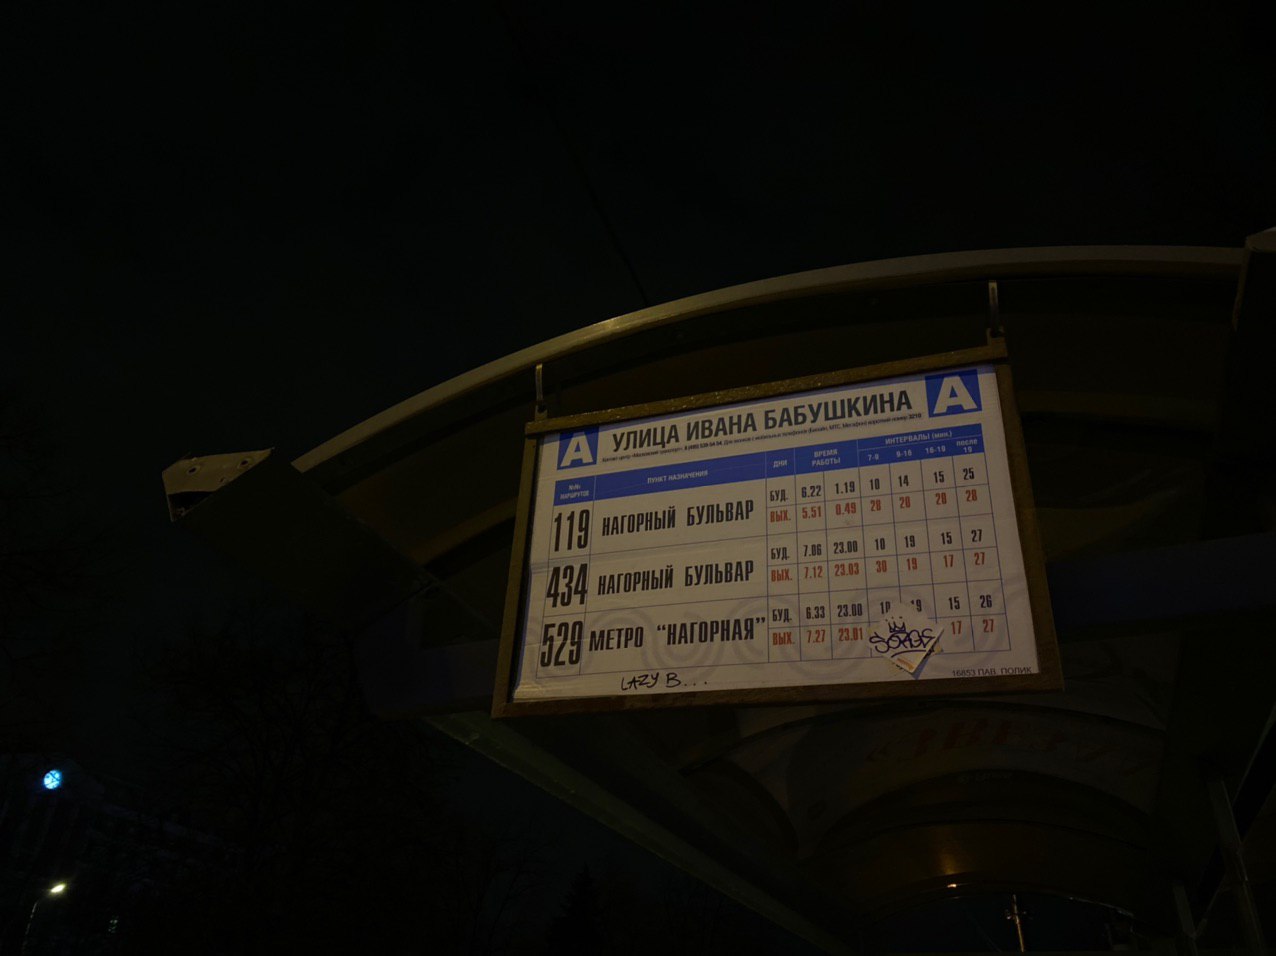 А УЛИЦА ИВАНА БАБУШКИНА А
№№ МАРШРУТОВ ПУНКТ НАЗНАЧЕНИЯ ДНИ ВРЕМЯ РАБОТЫ ИНТЕРВАЛЫ (мин.)
7-9 9-16 16-19 после 19
119 НАГОРНЫЙ БУЛЬВАР БУД. 6.22 1.19 10 14 15 25
ВЫХ. 5.51 0.49 20 20 20 20
434 НАГОРНЫЙ БУЛЬВАР БУД. 7.06 23.00 10 19 15 27
ВЫХ. 7.12 23.03 30 19 17 27
529 МЕТРО "НАГОРНАЯ" БУД. 6.33 23.00 15 26
ВЫХ. 7.27 23.01 17 27
LAZY B...
16853 ПАВ. ПОЛИК